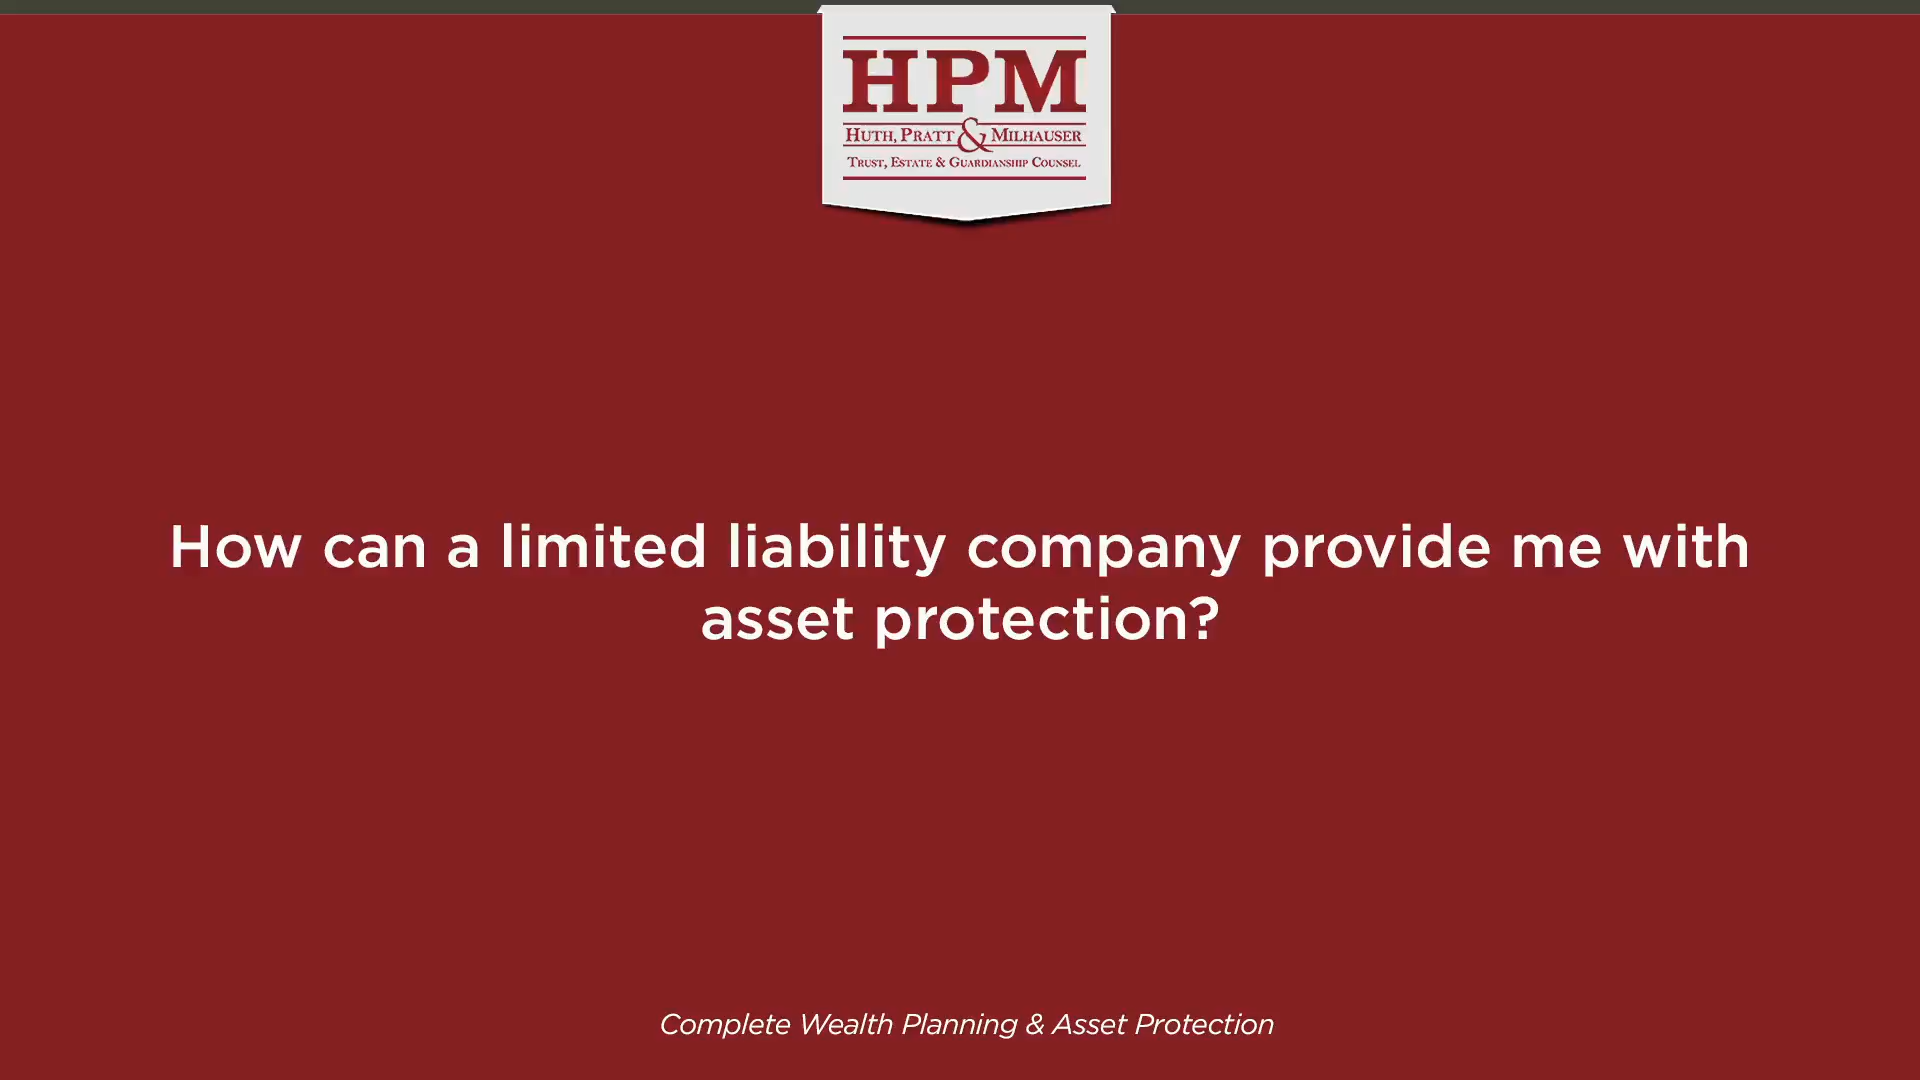 HPM
HUTH, PRATT & MILHAUSER
TRUST, ESTATE & GUARDIANSHIP COUNSEL
How can a limited liability company provide me with
asset protection?
Complete Wealth Planning & Asset Protection